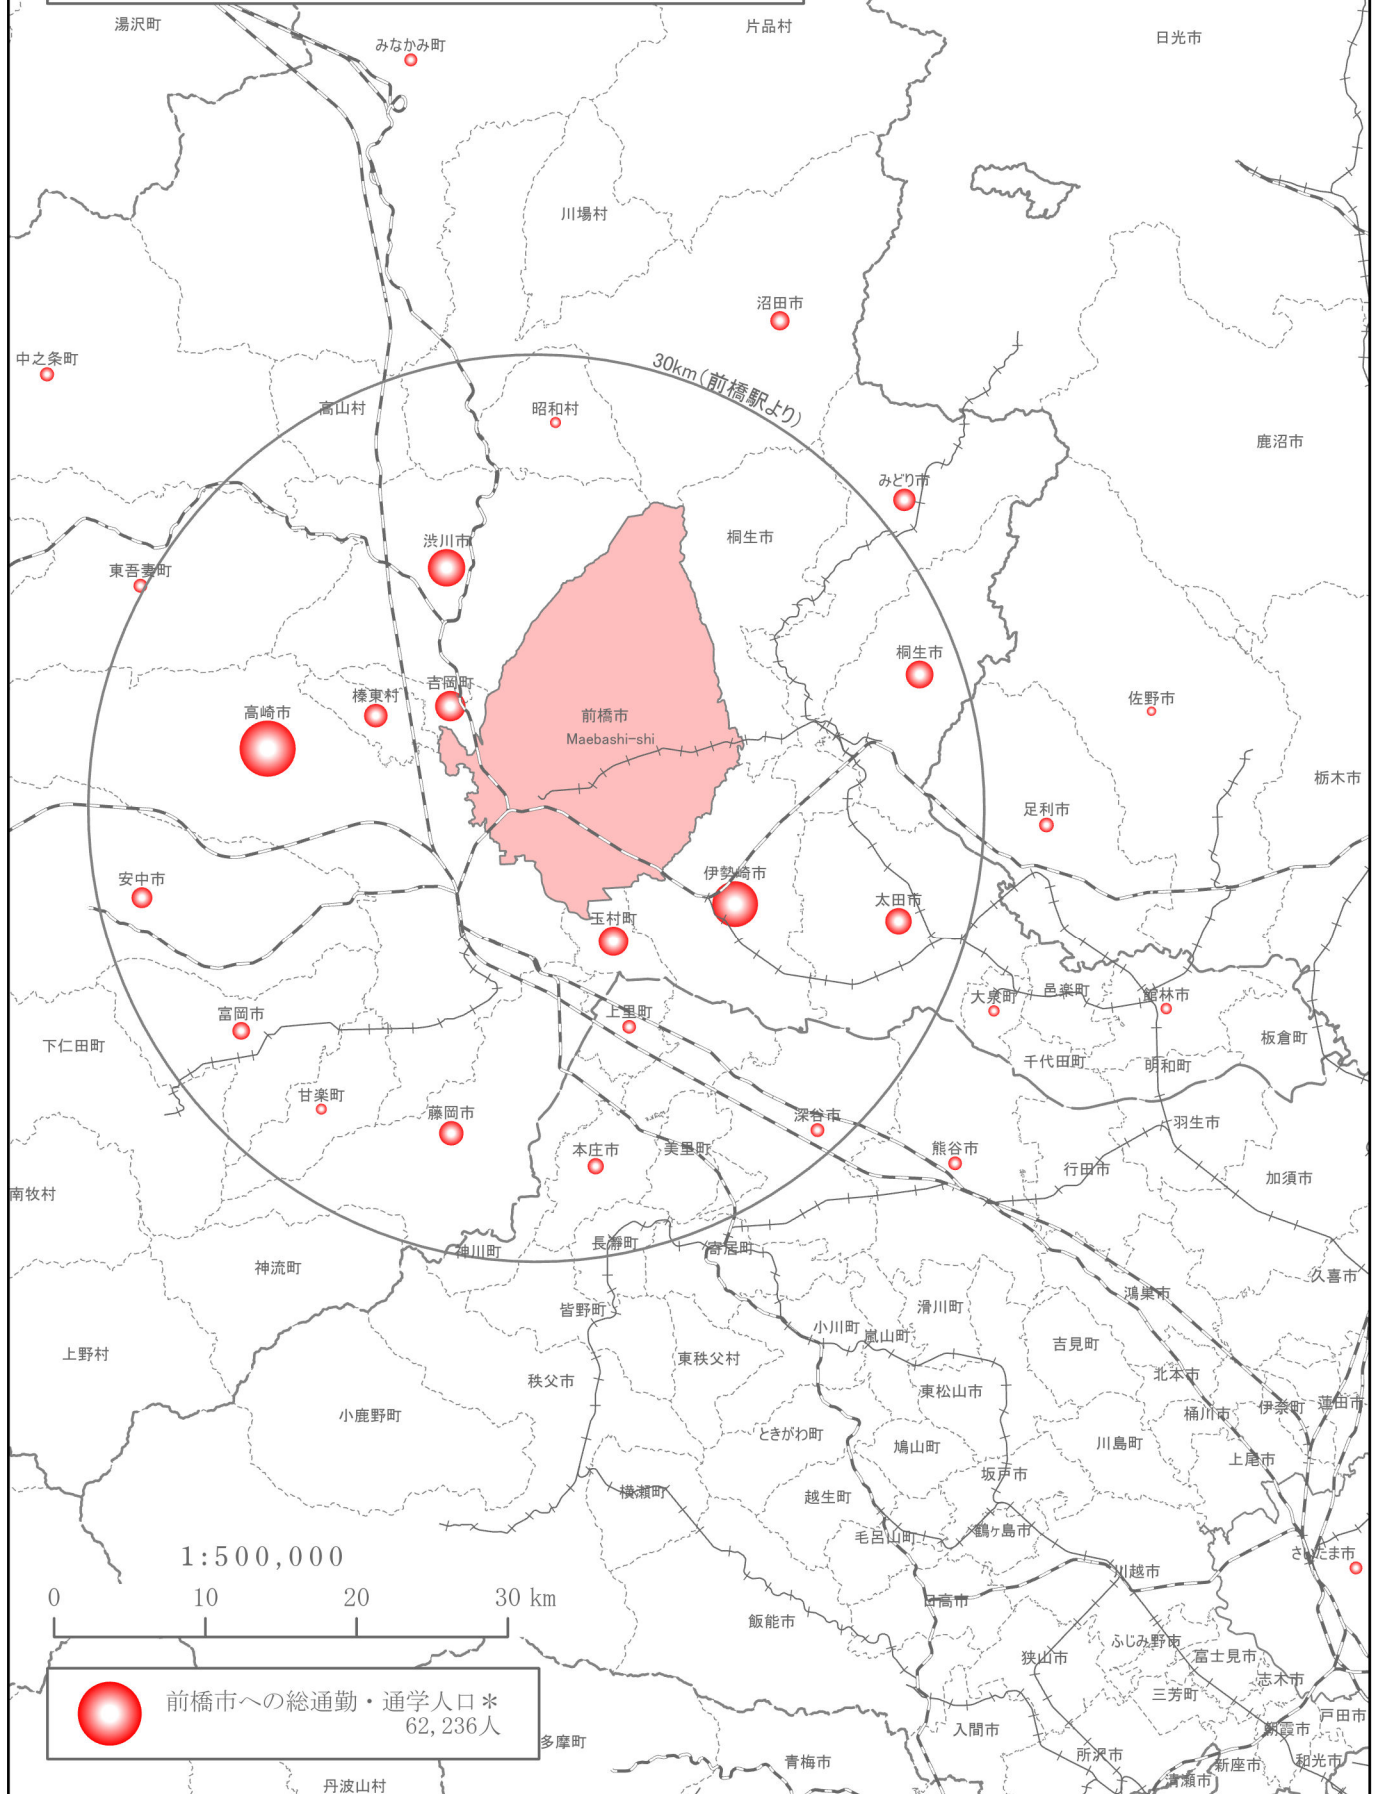 湯沢町
みなかみ町
片品村
日光市
川場村
沼田市
中之条町
30km(前橋駅より)
高山村
昭和村
鹿沼市
みどり市
桐生市
渋川市
東吾妻町
桐生市
吉岡町
榛東村
佐野市
高崎市
前橋市
Maebashi-shi
栃木市
足利市
安中市
伊勢崎市
太田市
玉村町
大泉町
邑楽町
館林市
富岡市
上里町
板倉町
下仁田町
千代田町
明和町
甘楽町
藤岡市
深谷市
羽生市
本庄市
美里町
熊谷市
行田市
加須市
南牧村
長瀞町
寄居町
神川町
神流町
久喜市
鴻巣市
皆野町
滑川町
小川町
嵐山町
吉見町
上野村
東秩父村
北本市
秩父市
東松山市
伊奈町
蓮田市
小鹿野町
桶川市
ときがわ町
鳩山町
川島町
上尾市
坂戸市
横瀬町
越生町
鶴ヶ島市
毛呂山町
さいたま市
1:500,000
川越市
0 10 20 30 km
日高市
飯能市
ふじみ野市
狭山市
富士見市
志木市
三芳町
前橋市への総通勤・通学人口*
62,236人
戸田市
入間市
朝霞市
多摩町
所沢市
和光市
青梅市
新座市
清瀬市
丹波山村